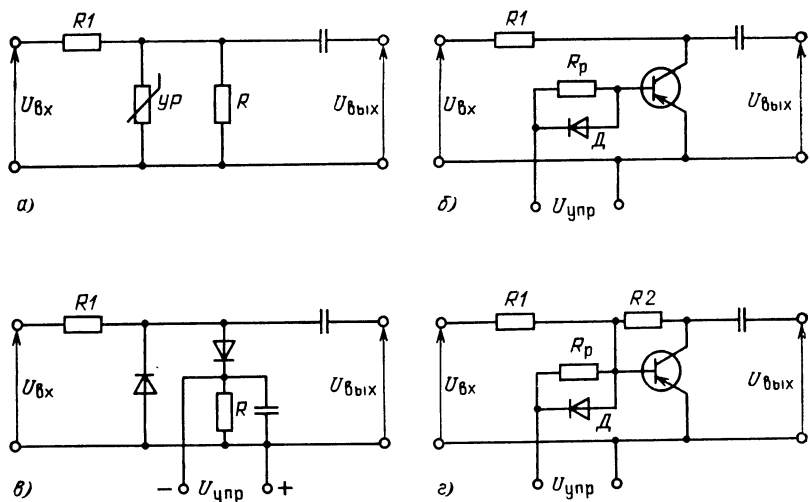 R1
Uвх
УР
R
Uвых
а)
R1
Rр
Д
Uвх
Uвых
Uупр
б)
R1
Uвх
R
Uвых
− Uупр +
в)
R1
R2
Rр
Д
Uвх
Uвых
Uупр
г)